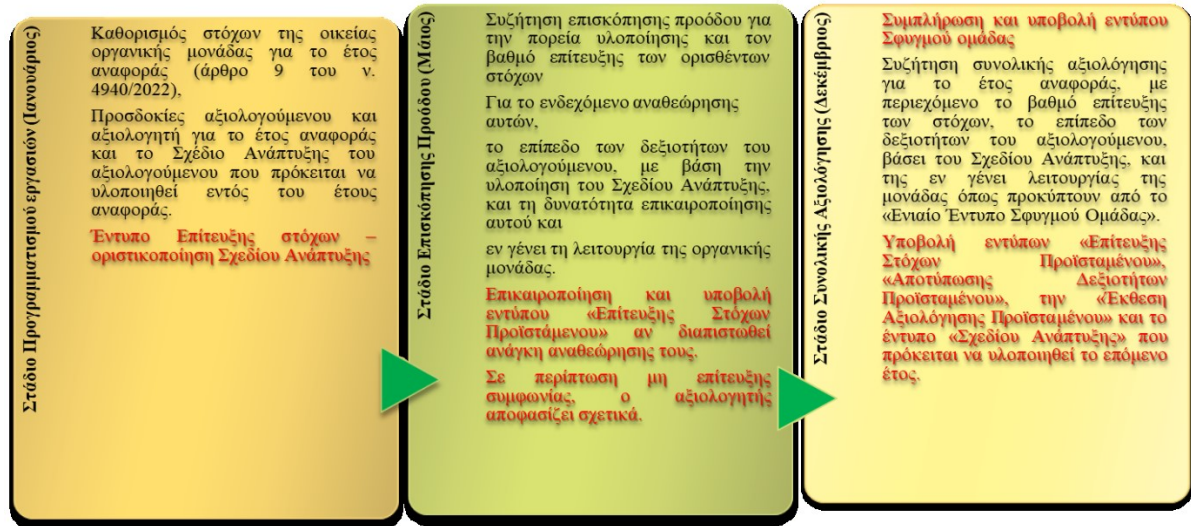 Στάδιο Προγραμματισμού εργασιών (Ιανουάριος)
Καθορισμός στόχων της οικείας
οργανικής μονάδας για το έτος
αναφοράς (άρθρο 9 του ν.
4940/2022),
Προσδοκίες αξιολογούμενου και
αξιολογητή για το έτος αναφοράς
και το Σχέδιο Ανάπτυξης του
αξιολογούμενου που πρόκειται να
υλοποιηθεί εντός του έτους
αναφοράς.
Έντυπο Επίτευξης στόχων –
οριστικοποίηση Σχεδίου Ανάπτυξης
Στάδιο Επισκόπησης Προόδου (Μάιος)
Συζήτηση επισκόπησης προόδου για
την πορεία υλοποίησης και τον
βαθμό επίτευξης των ορισθέντων
στόχων
Για το ενδεχόμενο αναθεώρησης
αυτών,
το επίπεδο των δεξιοτήτων του
αξιολογούμενου, με βάση την
υλοποίηση του Σχεδίου Ανάπτυξης,
και τη δυνατότητα επικαιροποίησης
αυτού και
εν γένει τη λειτουργία της οργανικής
μονάδας.
Επικαιροποίηση και υποβολή
εντύπου «Επίτευξης Στόχων
Προϊστάμενου» αν διαπιστωθεί
ανάγκη αναθεώρησης τους.
Σε περίπτωση μη επίτευξης
συμφωνίας, ο αξιολογητής
αποφασίζει σχετικά.
Στάδιο Συνολικής Αξιολόγησης (Δεκέμβριος)
Συμπλήρωση και υποβολή εντύπου
Σφυγμού ομάδας
Συζήτηση συνολικής αξιολόγησης
για το έτος αναφοράς, με
περιεχόμενο το βαθμό επίτευξης
των στόχων, το επίπεδο των
δεξιοτήτων του αξιολογούμενου,
βάσει του Σχεδίου Ανάπτυξης, και
της εν γένει λειτουργίας της
μονάδας όπως προκύπτουν από το
«Ενιαίο Έντυπο Σφυγμού Ομάδας».
Υποβολή εντύπων «Επίτευξης
Στόχων Προϊσταμένου»,
«Αποτύπωσης Δεξιοτήτων
Προϊσταμένου», την «Έκθεση
Αξιολόγησης Προϊσταμένου» και το
έντυπο «Σχεδίου Ανάπτυξης» που
πρόκειται να υλοποιηθεί το επόμενο
έτος.